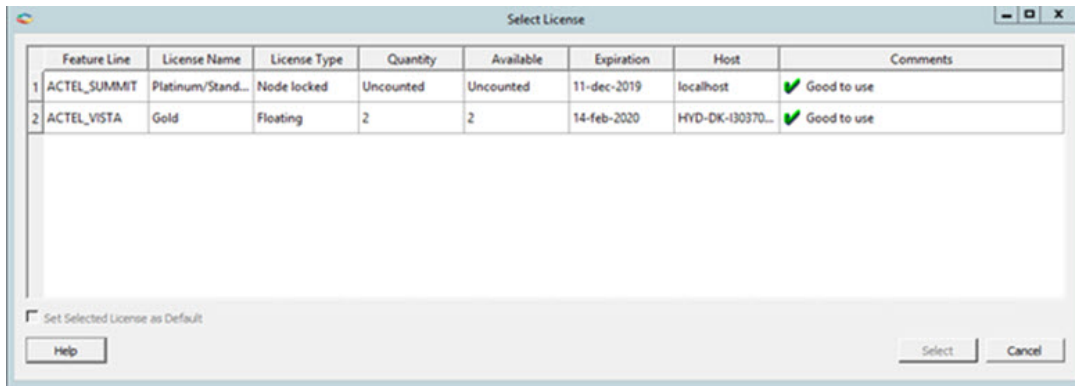 Select License
Feature Line License Name License Type Quantity Available Expiration Host Comments
1 ACTEL_SUMMIT Platinum/Stand... Node locked Uncounted Uncounted 11-dec-2019 localhost Good to use
2 ACTEL_VISTA Gold Floating 2 2 14-feb-2020 HYD-DK-I30370... Good to use
Set Selected License as Default
Help Select Cancel